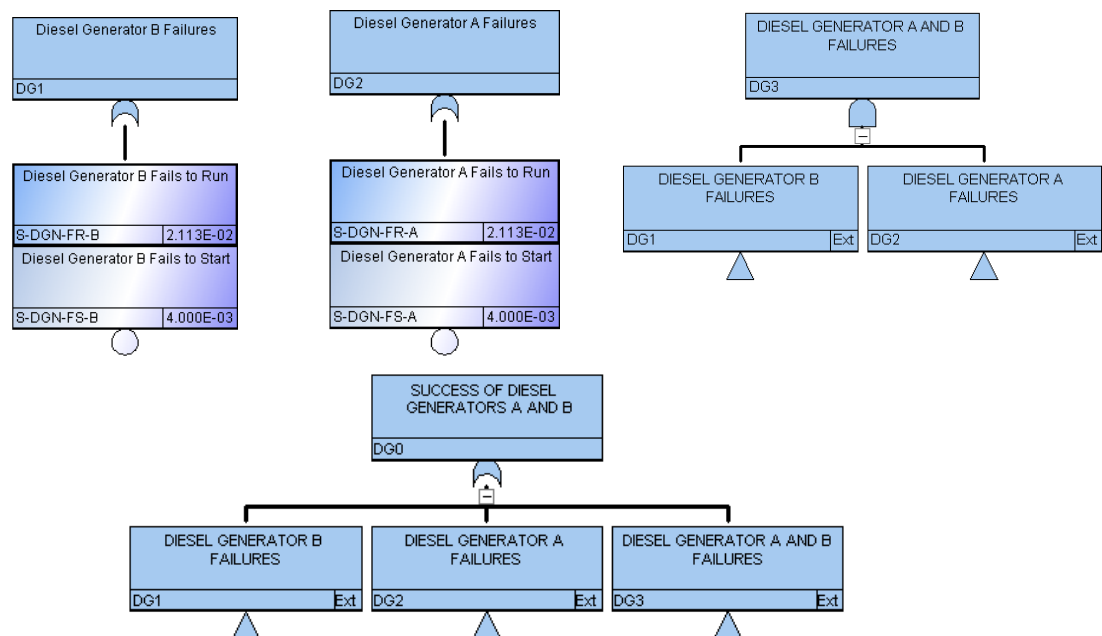 Diesel Generator B Failures
DG1
Diesel Generator B Fails to Run
S-DGN-FR-B 2.113E-02
Diesel Generator B Fails to Start
S-DGN-FS-B 4.000E-03
Diesel Generator A Failures
DG2
Diesel Generator A Fails to Run
S-DGN-FR-A 2.113E-02
Diesel Generator A Fails to Start
S-DGN-FS-A 4.000E-03
DIESEL GENERATOR A AND B
FAILURES
DG3
DIESEL GENERATOR B
FAILURES
DG1 Ext
DIESEL GENERATOR A
FAILURES
DG2 Ext
SUCCESS OF DIESEL
GENERATORS A AND B
DG0
DIESEL GENERATOR B
FAILURES
DG1 Ext
DIESEL GENERATOR A
FAILURES
DG2 Ext
DIESEL GENERATOR A AND B
FAILURES
DG3 Ext